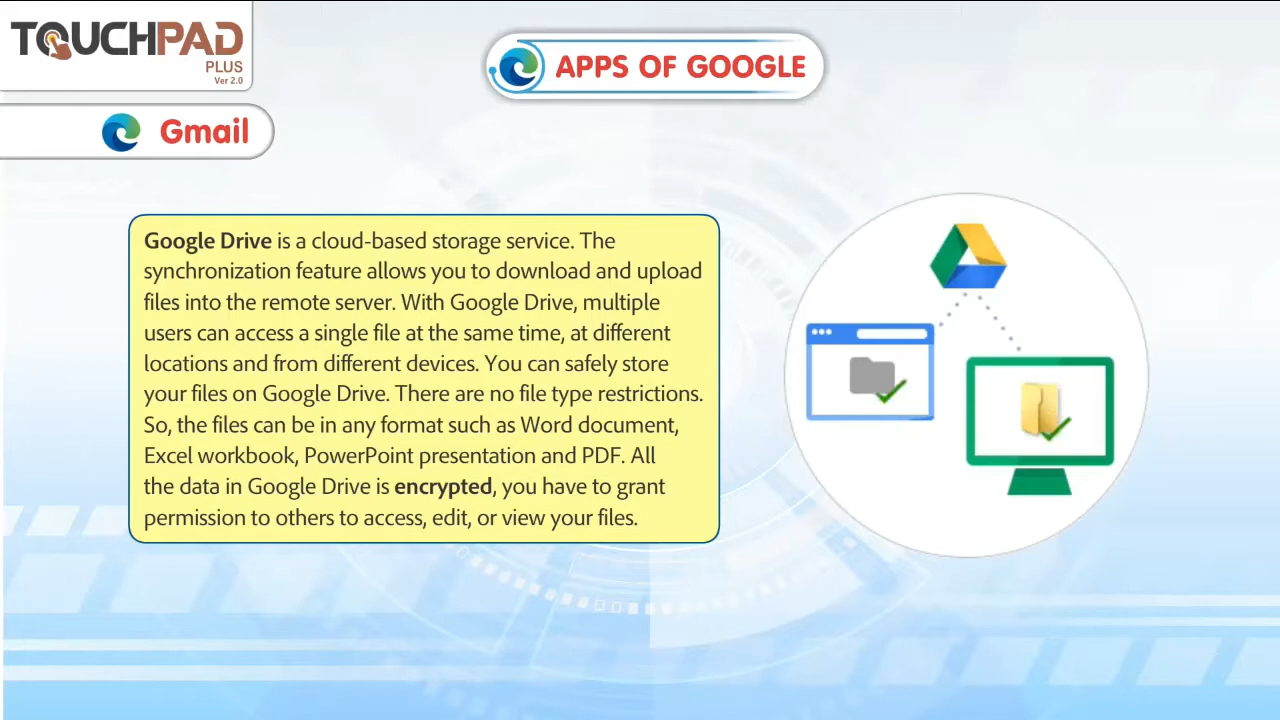 TOUCHPAD
PLUS
Ver 2.0
APPS OF GOOGLE
Gmail
Google Drive is a cloud-based storage service. The
synchronization feature allows you to download and upload
files into the remote server. With Google Drive, multiple
users can access a single file at the same time, at different
locations and from different devices. You can safely store
your files on Google Drive. There are no file type restrictions.
So, the files can be in any format such as Word document,
Excel workbook, PowerPoint presentation and PDF. All
the data in Google Drive is encrypted, you have to grant
permission to others to access, edit, or view your files.